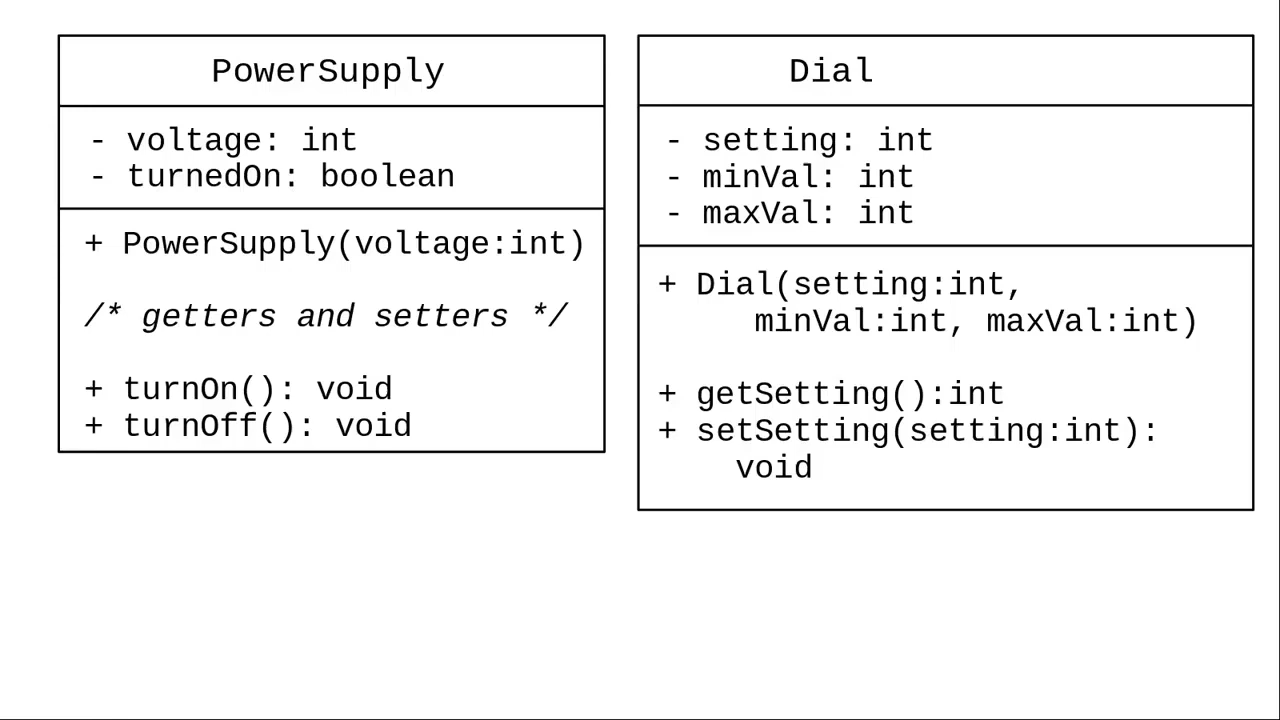 PowerSupply
- voltage: int
- turnedOn: boolean
+ PowerSupply(voltage:int)
/* getters and setters */
+ turnOn(): void
+ turnOff(): void
Dial
- setting: int
- minVal: int
- maxVal: int
+ Dial(setting:int,
minVal:int, maxVal:int)
+ getSetting():int
+ setSetting(setting:int):
void